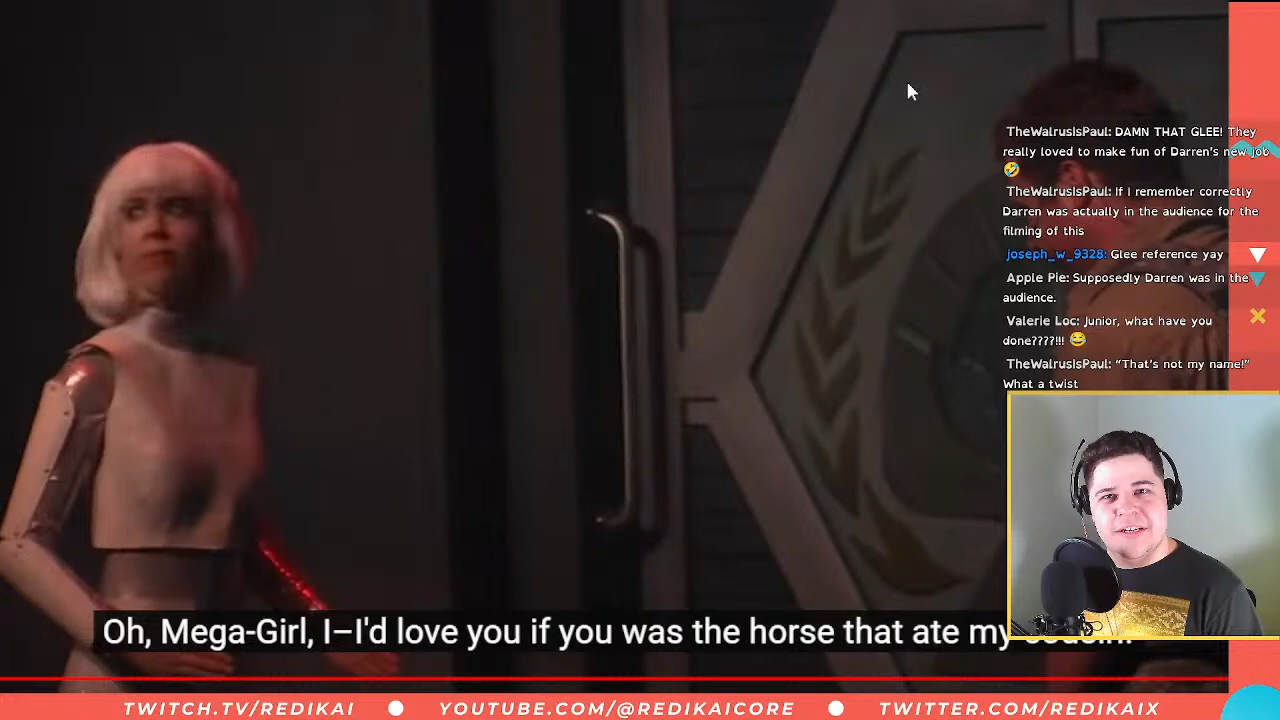 TheWalrusIsPaul: DAMN THAT GLEE! They
really loved to make fun of Darren's new job
🤣
TheWalrusIsPaul: If I remember correctly
Darren was actually in the audience for the
filming of this
joseph_w_9328: Glee reference yay
Apple Pie: Supposedly Darren was in the
audience.
Valerie Loc: Junior, what have you
done????!!! 😂
TheWalrusIsPaul: “That's not my name!”
What a twist
Oh, Mega-Girl, I–I'd love you if you was the horse that ate my
TWITCH.TV/REDIKAI ● YOUTUBE.COM/@REDIKAICORE ● TWITTER.COM/REDIKAIX